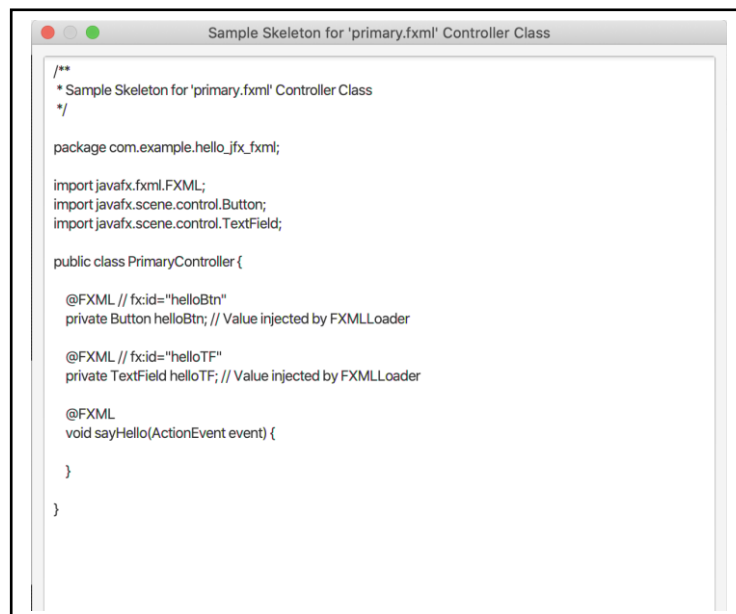 Sample Skeleton for 'primary.fxml' Controller Class
/**
* Sample Skeleton for 'primary.fxml' Controller Class
*/
package com.example.hello_jfx_fxml;
import javafx.fxml.FXML;
import javafx.scene.control.Button;
import javafx.scene.control.TextField;
public class PrimaryController {
@FXML // fx:id="helloBtn"
private Button helloBtn; // Value injected by FXMLLoader
@FXML // fx:id="helloTF"
private TextField helloTF; // Value injected by FXMLLoader
@FXML
void sayHello(ActionEvent event) {
}
}